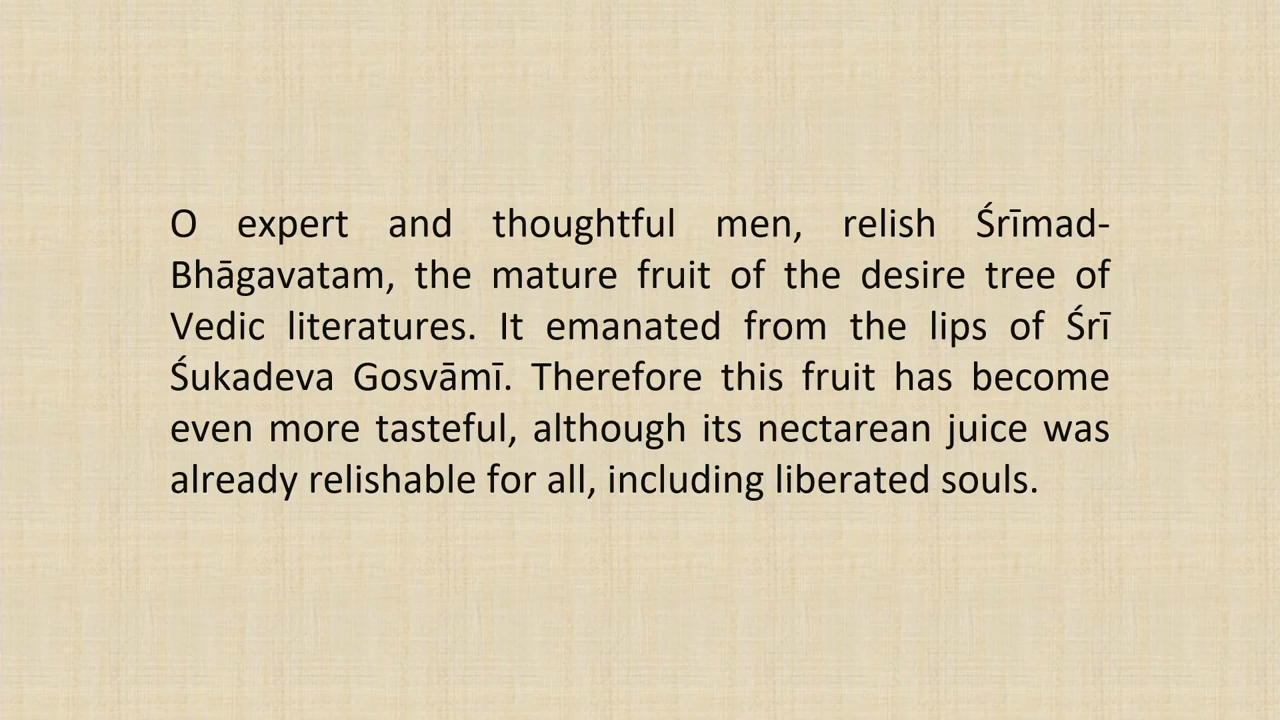 O expert and thoughtful men, relish Śrīmad-
Bhāgavatam, the mature fruit of the desire tree of
Vedic literatures. It emanated from the lips of Śrī
Śukadeva Gosvāmī. Therefore this fruit has become
even more tasteful, although its nectarean juice was
already relishable for all, including liberated souls.